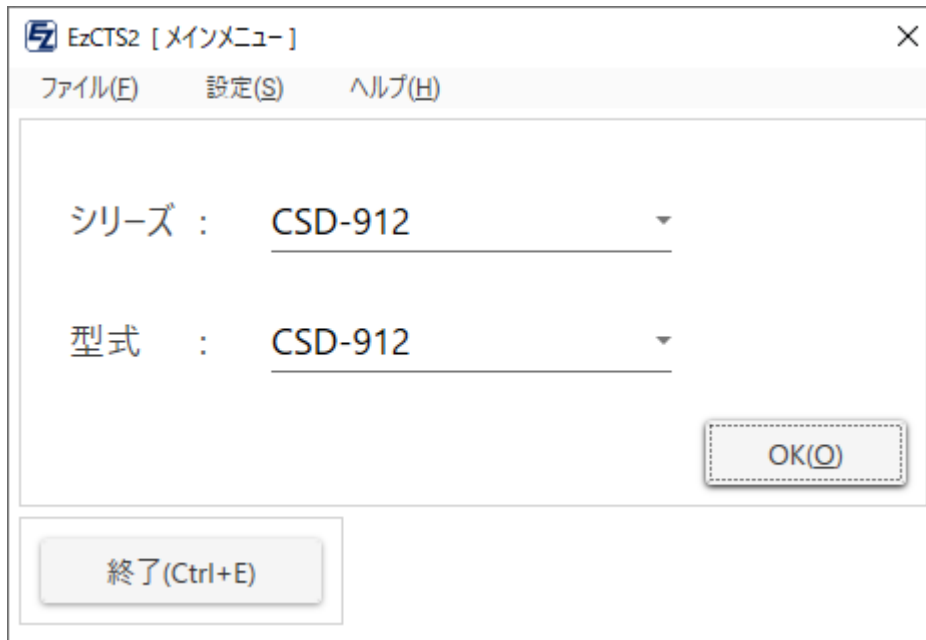 EZ EzCTS2 [ メインメニュー ]
ファイル(F) 設定(S) ヘルプ(H)
シリーズ : CSD-912
型式 : CSD-912
OK(O)
終了(Ctrl+E)